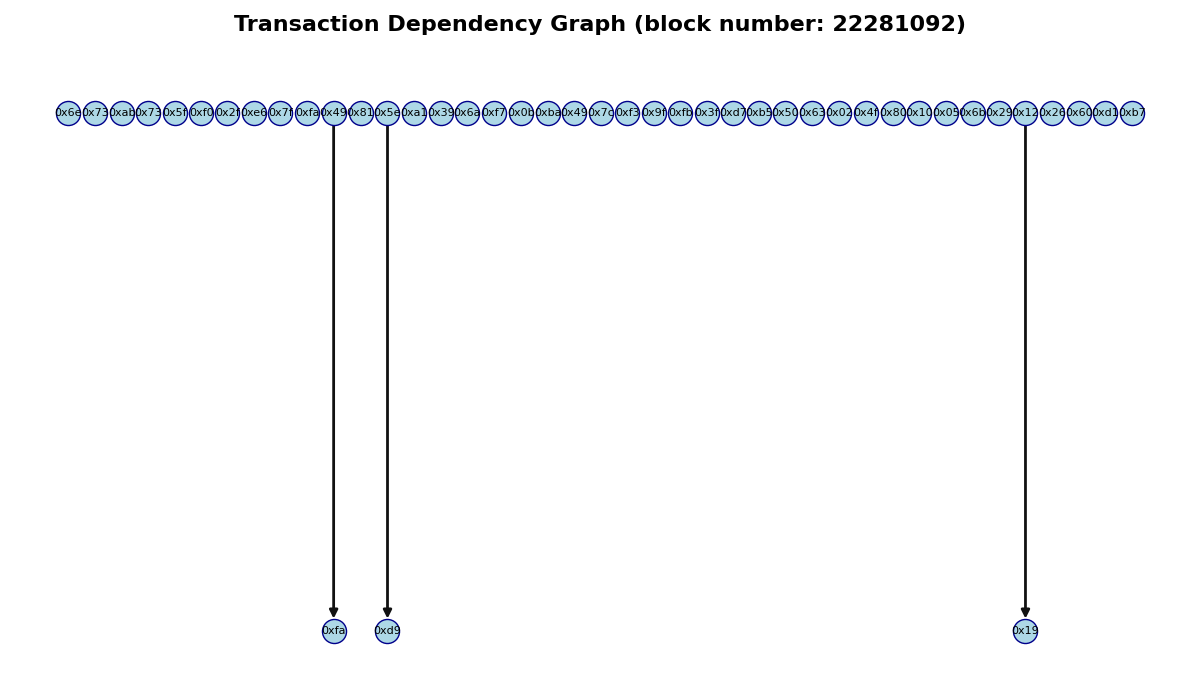 Transaction Dependency Graph (block number: 22281092)
0x6e 0x73 0xab 0x73 0x5f 0xf0 0x2f 0xe6 0x7f 0xfa 0x49 0x81 0x5e 0xa1 0x39 0x6a 0xf7 0x0b 0xba 0x49 0x7c 0xf3 0x9f 0xfb 0x3f 0xd7 0xb5 0x50 0x63 0x02 0x4f 0x80 0x10 0x05 0x6b 0x29 0x12 0x26 0x60 0xd1 0xb7
0xfa 0xd9 0x19